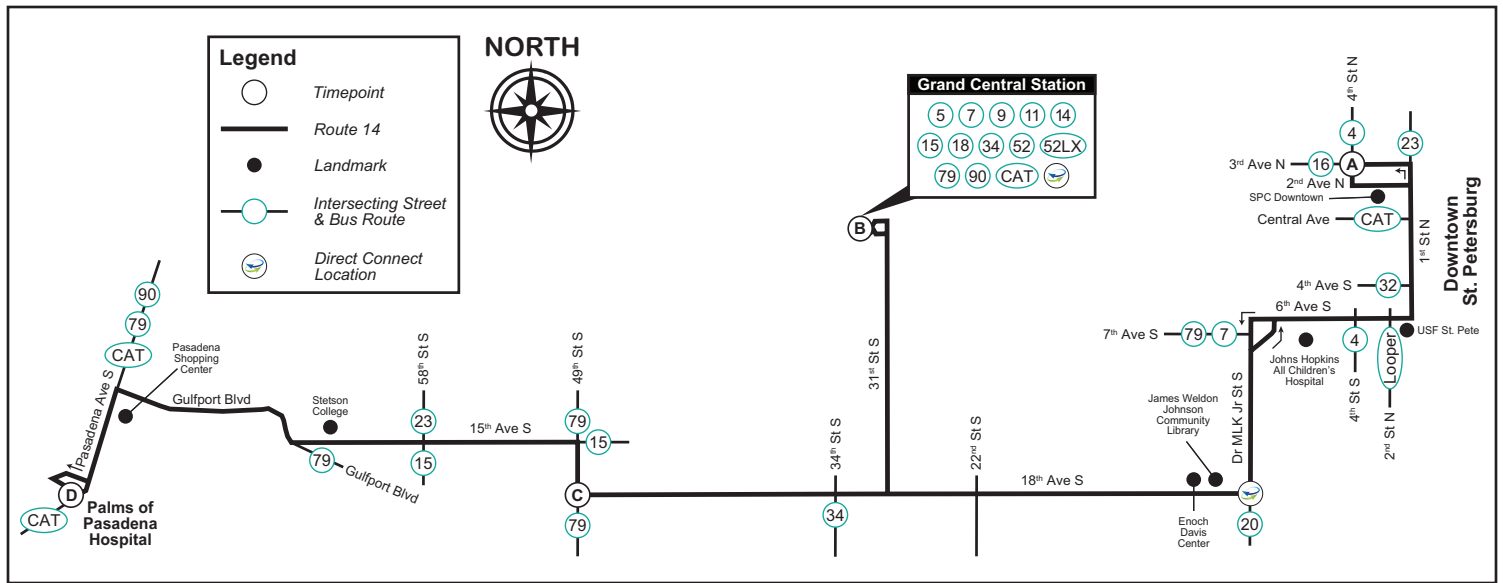 Legend
Timepoint
Route 14
Landmark
Intersecting Street
& Bus Route
Direct Connect
Location
NORTH
Grand Central Station
5 7 9 11 14
15 18 34 52 52LX
79 90 CAT
B
31st St S
4th St N
4
23
3rd Ave N 16 A
2nd Ave N
SPC Downtown
Central Ave CAT
1st St N
Downtown
St. Petersburg
4th Ave S 32
6th Ave S
7th Ave S 79 7
USF St. Pete
Johns Hopkins
All Children's
Hospital
4
4th St S
Looper
2nd St N
Dr MLK Jr St S
James Weldon
Johnson
Community
Library
18th Ave S
Enoch
Davis
Center
20
22nd St S
34th St S
34
49th St S
79
15
C
79
15th Ave S
58th St S
23
15
Stetson
College
79
Gulfport Blvd
Gulfport Blvd
90
79
CAT
Pasadena
Shopping
Center
Pasadena Ave S
D
CAT
Palms of
Pasadena
Hospital